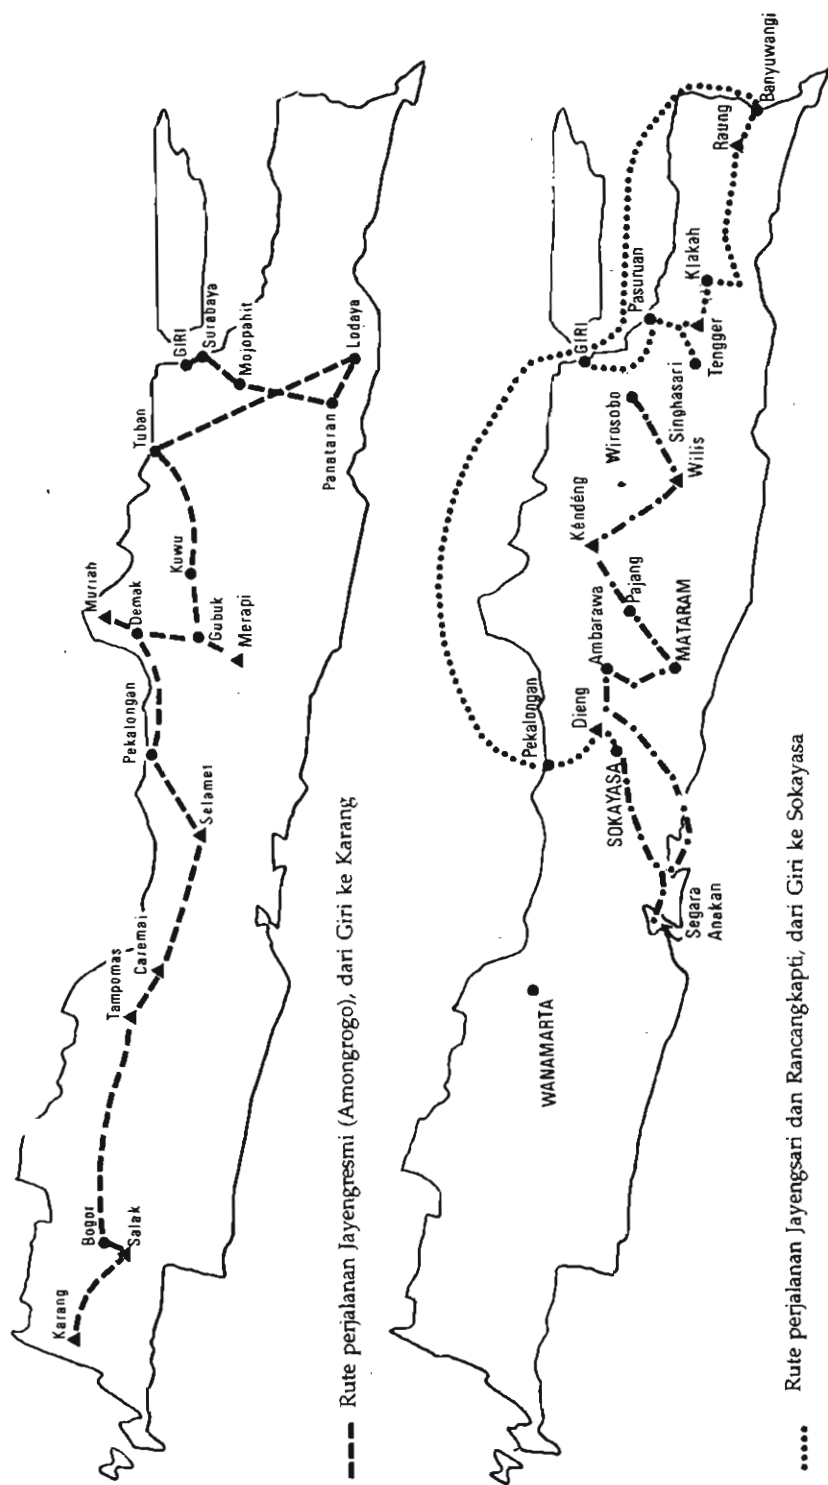 Karang
Bogor
Salak
Tampomas
Caremai
Selamet
Pekalongan
Muriah
Demak
Gubuk
Merapi
Kuwu
Tuban
GIRI
Surabaya
Mojopahit
Panataran
Lodaya
Rute perjalanan Jayengresmi (Amongrogo), dari Giri ke Karang
WANAMARTA
Segara
Anakan
Pekalongan
SOKAYASA
Dieng
Ambarawa
MATARAM
Pajang
Kéndéng
Wilis
Wirosobo
Singhasari
GIRI
Pasuruan
Tengger
Klakah
Raung
Banyuwangi
Rute perjalanan Jayengsari dan Rancangkapti, dari Giri ke Sokayasa